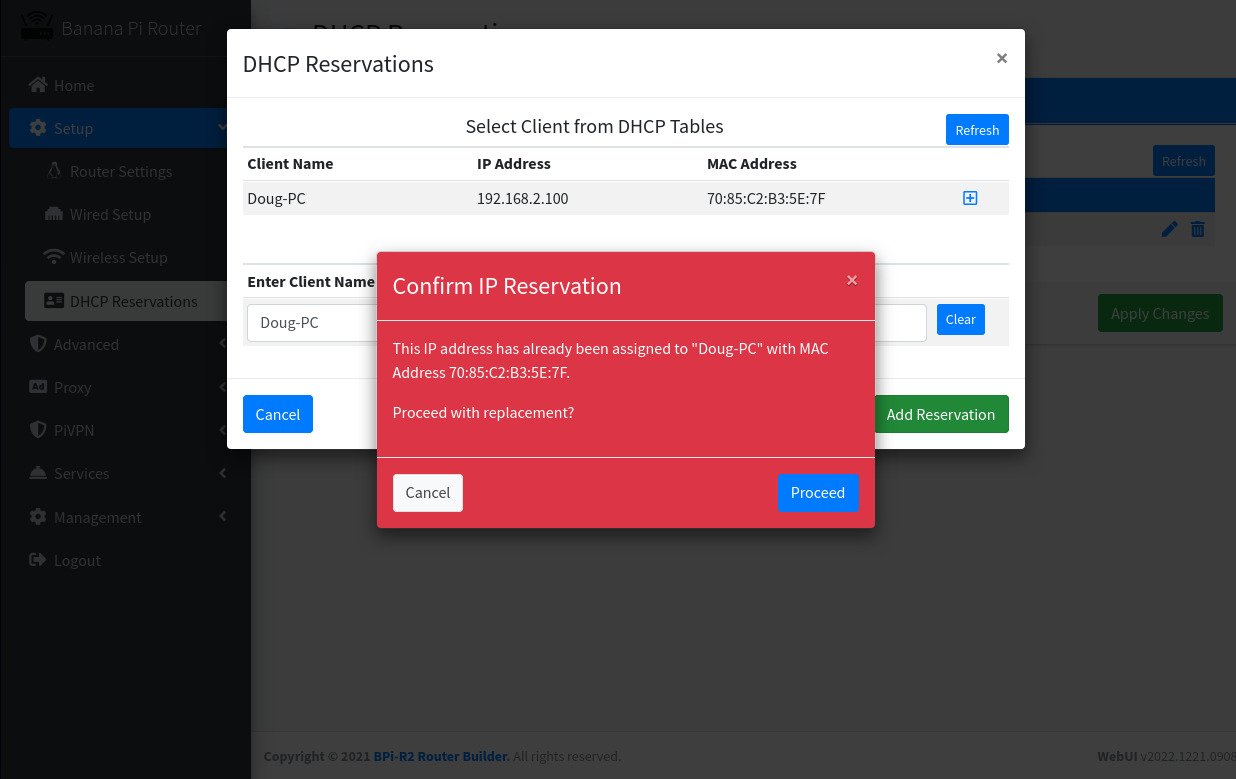 Banana Pi Router
DHCP Reservations
×
Home
Select Client from DHCP Tables
Refresh
Setup
Client Name IP Address MAC Address
Refresh
Router Settings
Doug-PC 192.168.2.100 70:85:C2:B3:5E:7F
Wired Setup
Wireless Setup
Enter Client Name
Confirm IP Reservation
×
DHCP Reservations
Doug-PC
Clear
Apply Changes
Advanced
This IP address has already been assigned to "Doug-PC" with MAC
Address 70:85:C2:B3:5E:7F.
Ad Proxy
Cancel
Proceed with replacement?
Add Reservation
PiVPN
Services
Cancel
Proceed
Management
Logout
Copyright © 2021 BPi-R2 Router Builder. All rights reserved.
WebUI v2022.1221.0908